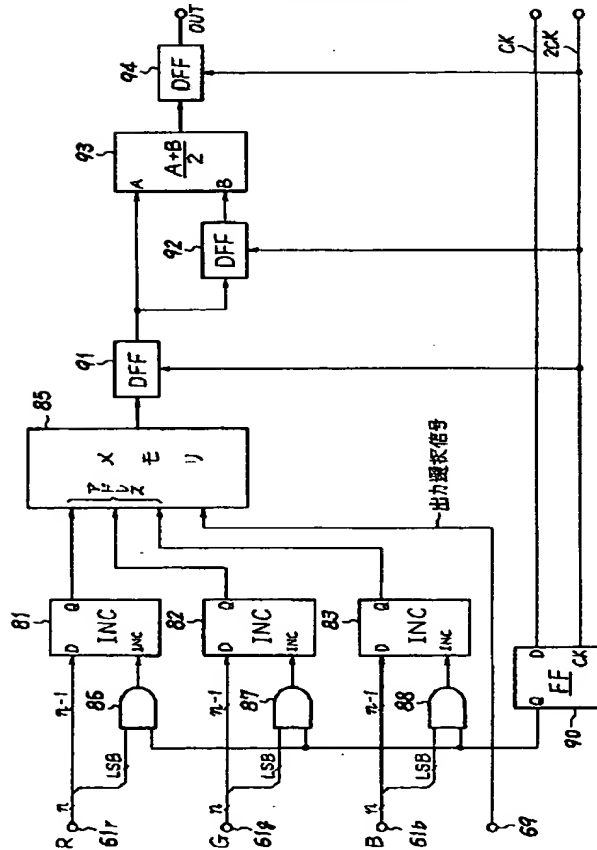 OUT
94
DFF
93
A+B
2
A
B
92
DFF
91
DFF
CK
2CK
85
メモリ
アドレス
出力選択信号
81
D
Q
INC
INC
82
D
Q
INC
INC
83
D
Q
INC
INC
86
87
88
n-1
n-1
n-1
LSB
LSB
LSB
n
n
n
R
61r
G
61g
B
61b
69
Q
D
FF
CK
90